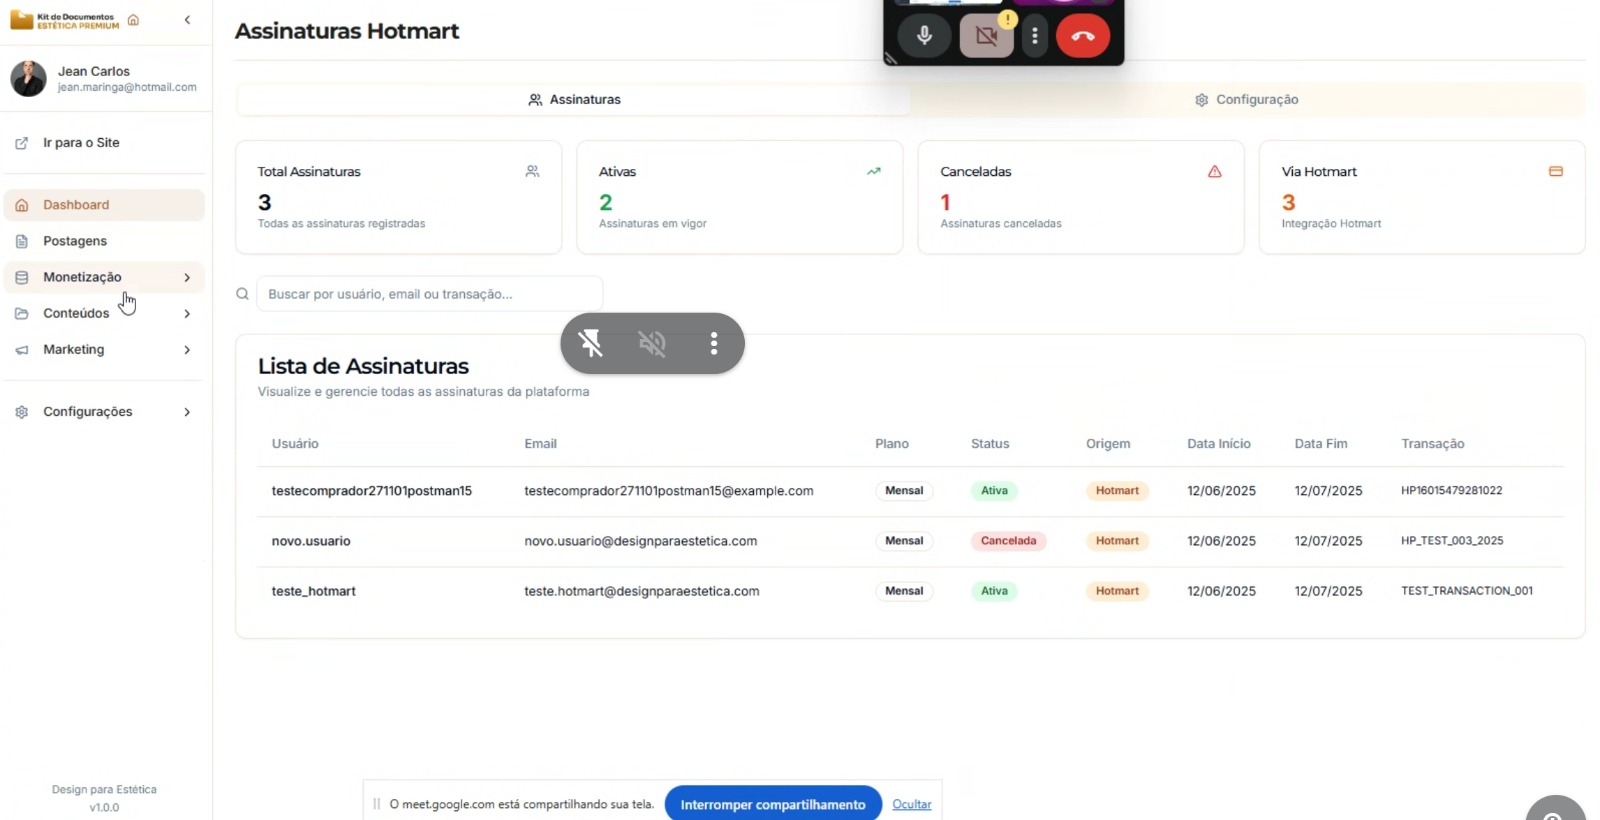 Kit de Documentos
ESTÉTICA PREMIUM
Jean Carlos
jean.maringa@hotmail.com
Ir para o Site
Dashboard
Postagens
Monetização
Conteúdos
Marketing
Configurações
Design para Estética
v1.0.0
Assinaturas Hotmart
Assinaturas
Configuração
Total Assinaturas
3
Todas as assinaturas registradas
Ativas
2
Assinaturas em vigor
Canceladas
1
Assinaturas canceladas
Via Hotmart
3
Integração Hotmart
Buscar por usuário, email ou transação...
Lista de Assinaturas
Visualize e gerencie todas as assinaturas da plataforma
Usuário Email Plano Status Origem Data Início Data Fim Transação
testecomprador271101postman15 testecomprador271101postman15@example.com Mensal Ativa Hotmart 12/06/2025 12/07/2025 HP16015479281022
novo.usuario novo.usuario@designparaestetica.com Mensal Cancelada Hotmart 12/06/2025 12/07/2025 HP_TEST_003_2025
teste_hotmart teste.hotmart@designparaestetica.com Mensal Ativa Hotmart 12/06/2025 12/07/2025 TEST_TRANSACTION_001
O meet.google.com está compartilhando sua tela. Interromper compartilhamento Ocultar